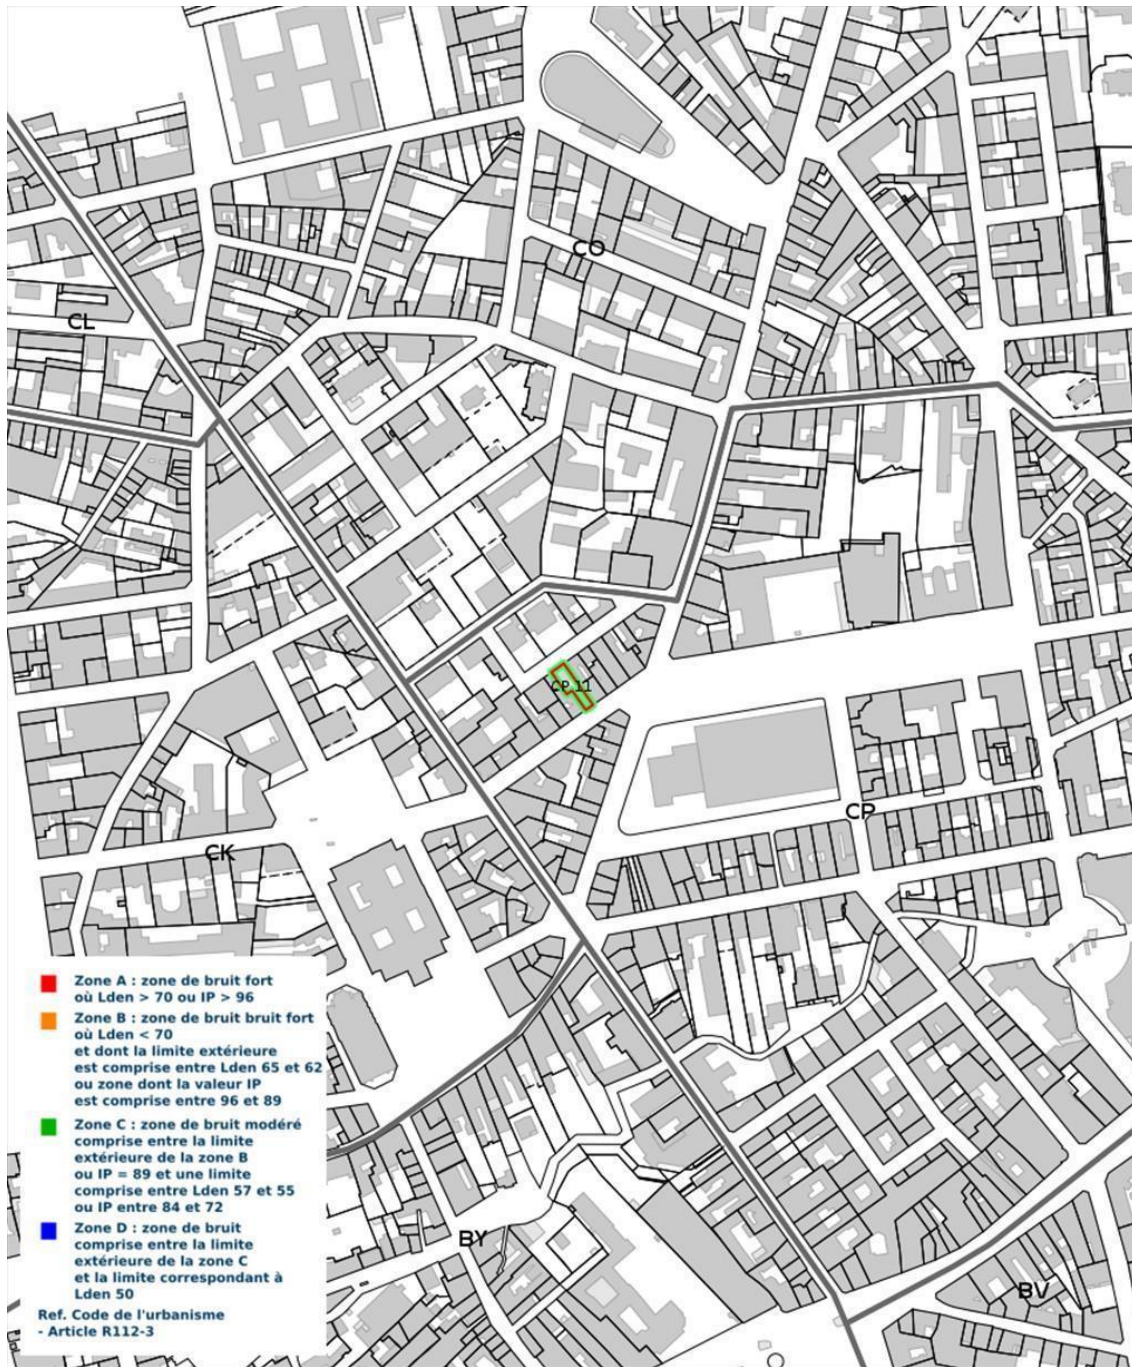 CO
CL
CP 11
CP
CK
Zone A : zone de bruit fort
où Lden > 70 ou IP > 96
Zone B : zone de bruit bruit fort
où Lden < 70
et dont la limite extérieure
est comprise entre Lden 65 et 62
ou zone dont la valeur IP
est comprise entre 96 et 89
Zone C : zone de bruit modéré
comprise entre la limite
extérieure de la zone B
ou IP = 89 et une limite
comprise entre Lden 57 et 55
ou IP entre 84 et 72
Zone D : zone de bruit
comprise entre la limite
extérieure de la zone C
et la limite correspondant à
Lden 50
Ref. Code de l'urbanisme
- Article R112-3
BY
BV